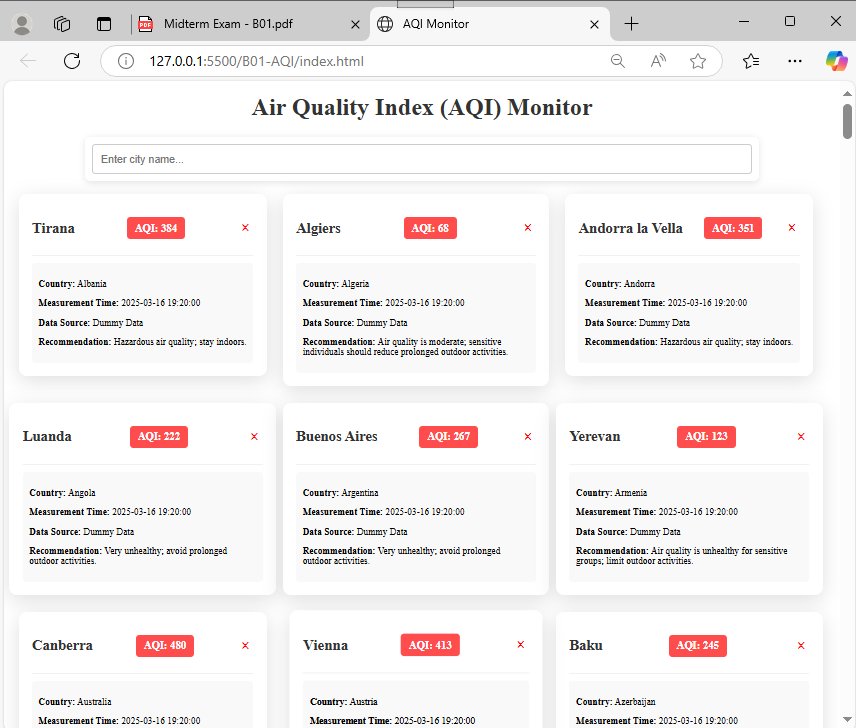 PDF Midterm Exam - B01.pdf × AQI Monitor ×
127.0.0.1:5500/B01-AQI/index.html
Air Quality Index (AQI) Monitor
Enter city name...
Tirana AQI: 384 ×
Country: Albania
Measurement Time: 2025-03-16 19:20:00
Data Source: Dummy Data
Recommendation: Hazardous air quality; stay indoors.
Algiers AQI: 68 ×
Country: Algeria
Measurement Time: 2025-03-16 19:20:00
Data Source: Dummy Data
Recommendation: Air quality is moderate; sensitive
individuals should reduce prolonged outdoor activities.
Andorra la Vella AQI: 351 ×
Country: Andorra
Measurement Time: 2025-03-16 19:20:00
Data Source: Dummy Data
Recommendation: Hazardous air quality; stay indoors.
Luanda AQI: 222 ×
Country: Angola
Measurement Time: 2025-03-16 19:20:00
Data Source: Dummy Data
Recommendation: Very unhealthy; avoid prolonged
outdoor activities.
Buenos Aires AQI: 267 ×
Country: Argentina
Measurement Time: 2025-03-16 19:20:00
Data Source: Dummy Data
Recommendation: Very unhealthy; avoid prolonged
outdoor activities.
Yerevan AQI: 123 ×
Country: Armenia
Measurement Time: 2025-03-16 19:20:00
Data Source: Dummy Data
Recommendation: Air quality is unhealthy for sensitive
groups; limit outdoor activities.
Canberra AQI: 480 ×
Country: Australia
Measurement Time: 2025-03-16 19:20:00
Vienna AQI: 413 ×
Country: Austria
Measurement Time: 2025-03-16 19:20:00
Baku AQI: 245 ×
Country: Azerbaijan
Measurement Time: 2025-03-16 19:20:00